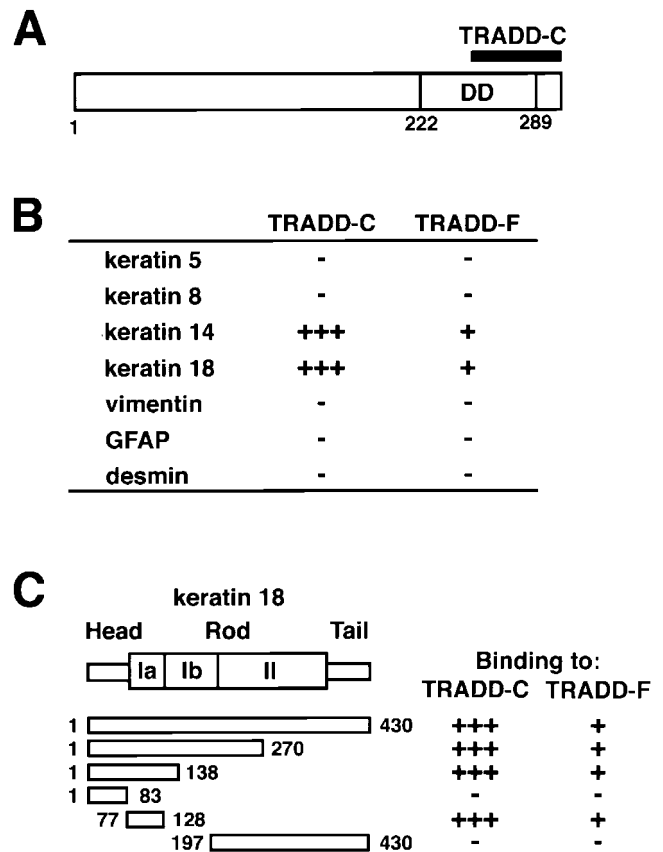 A
TRADD-C
DD
1 222 289
B
TRADD-C TRADD-F
keratin 5 - -
keratin 8 - -
keratin 14 +++ +
keratin 18 +++ +
vimentin - -
GFAP - -
desmin - -
C
keratin 18
Head Rod Tail
Ia Ib II
Binding to:
TRADD-C TRADD-F
1 430 +++ +
1 270 +++ +
1 138 +++ +
1 83 - -
77 128 +++ +
197 430 - -